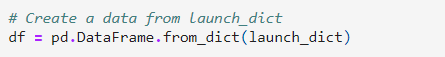 # Create a data from launch_dict
df = pd.DataFrame.from_dict(launch_dict)